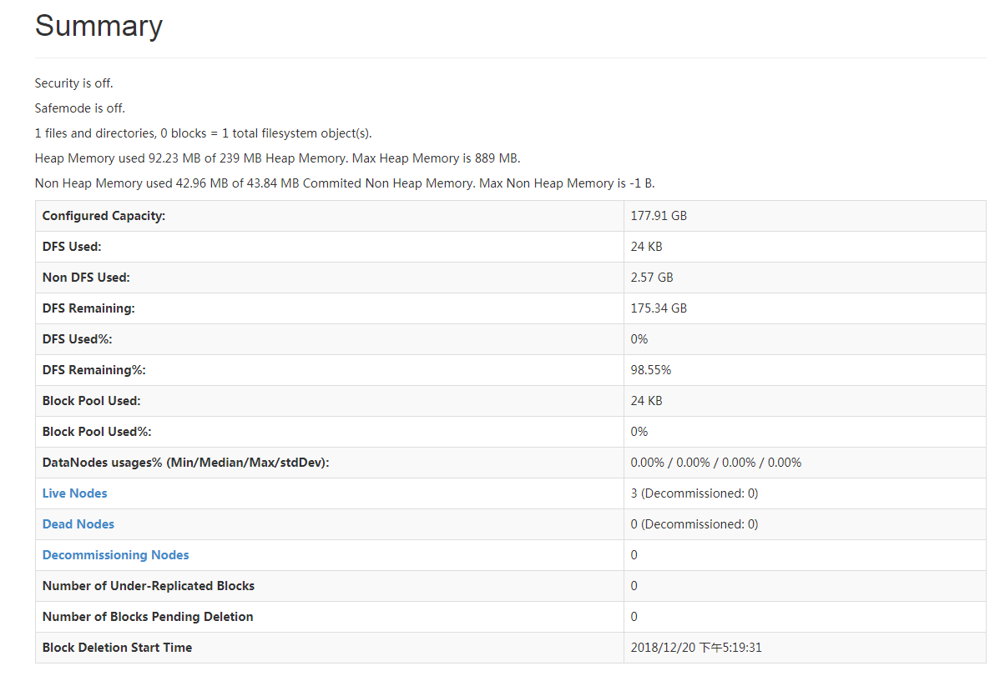 Summary
Security is off.
Safemode is off.
1 files and directories, 0 blocks = 1 total filesystem object(s).
Heap Memory used 92.23 MB of 239 MB Heap Memory. Max Heap Memory is 889 MB.
Non Heap Memory used 42.96 MB of 43.84 MB Commited Non Heap Memory. Max Non Heap Memory is -1 B.
Configured Capacity: 177.91 GB
DFS Used: 24 KB
Non DFS Used: 2.57 GB
DFS Remaining: 175.34 GB
DFS Used%: 0%
DFS Remaining%: 98.55%
Block Pool Used: 24 KB
Block Pool Used%: 0%
DataNodes usages% (Min/Median/Max/stdDev): 0.00% / 0.00% / 0.00% / 0.00%
Live Nodes 3 (Decommissioned: 0)
Dead Nodes 0 (Decommissioned: 0)
Decommissioning Nodes 0
Number of Under-Replicated Blocks 0
Number of Blocks Pending Deletion 0
Block Deletion Start Time 2018/12/20 下午5:19:31